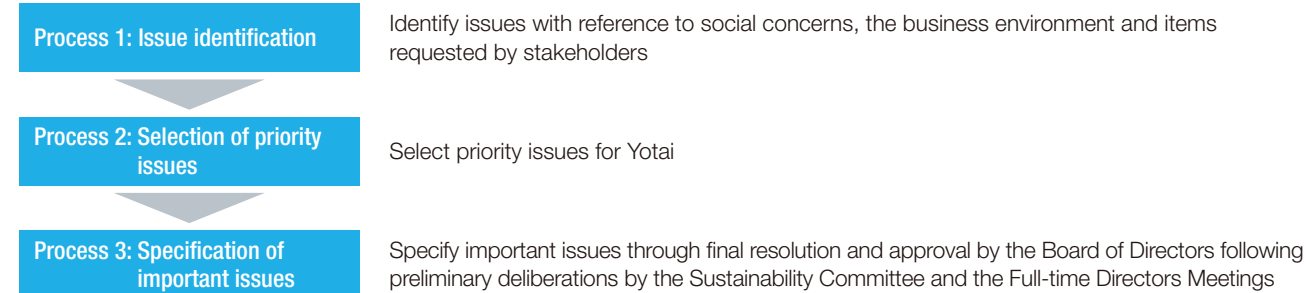 Process 1: Issue identification
Identify issues with reference to social concerns, the business environment and items
requested by stakeholders
Process 2: Selection of priority
issues
Select priority issues for Yotai
Process 3: Specification of
important issues
Specify important issues through final resolution and approval by the Board of Directors following
preliminary deliberations by the Sustainability Committee and the Full-time Directors Meetings